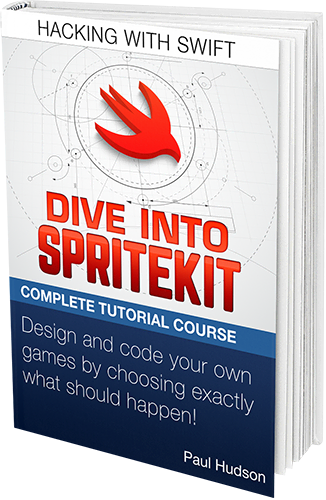 HACKING WITH SWIFT
DIVE INTO
SPRITEKIT
COMPLETE TUTORIAL COURSE
Design and code your own
games by choosing exactly
what should happen!
Paul Hudson